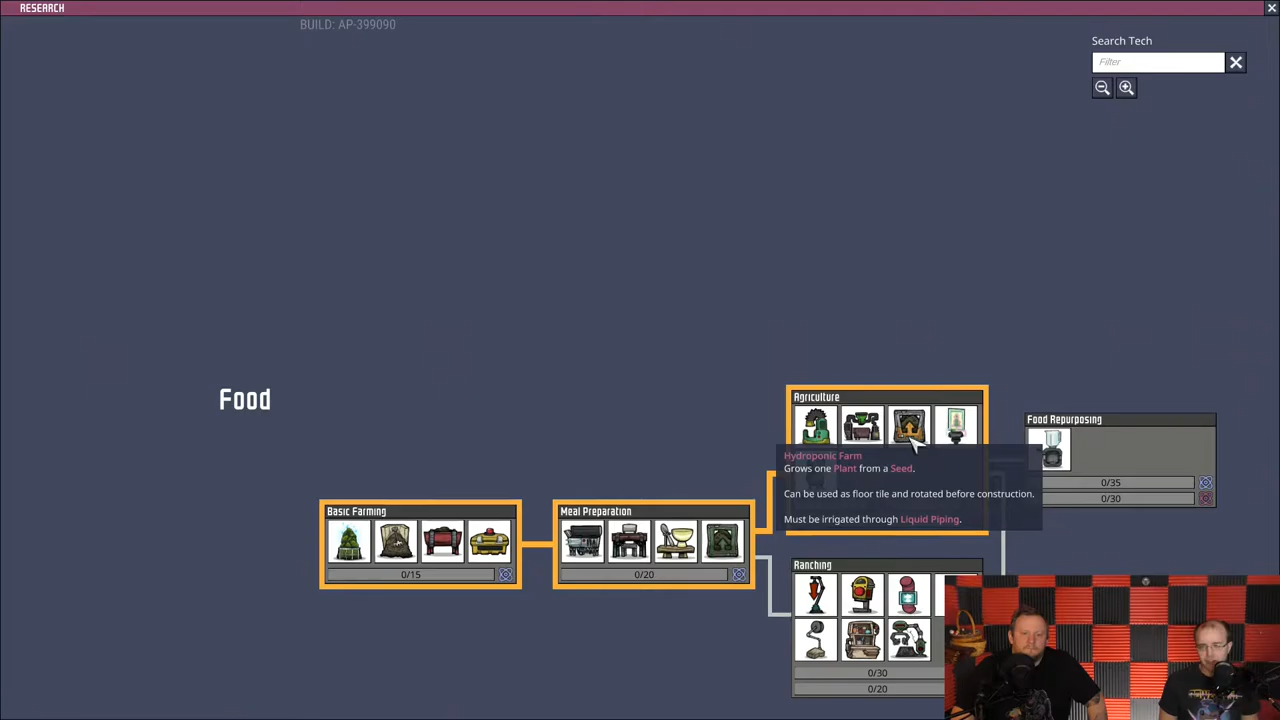 RESEARCH
BUILD: AP-399090
Search Tech
Filter
Food
Agriculture
Food Repurposing
Hydroponic Farm
Grows one Plant from a Seed.
Can be used as floor tile and rotated before construction.
Must be irrigated through Liquid Piping.
0/35
0/30
Basic Farming
0/15
Meal Preparation
0/20
Ranching
0/30
0/20